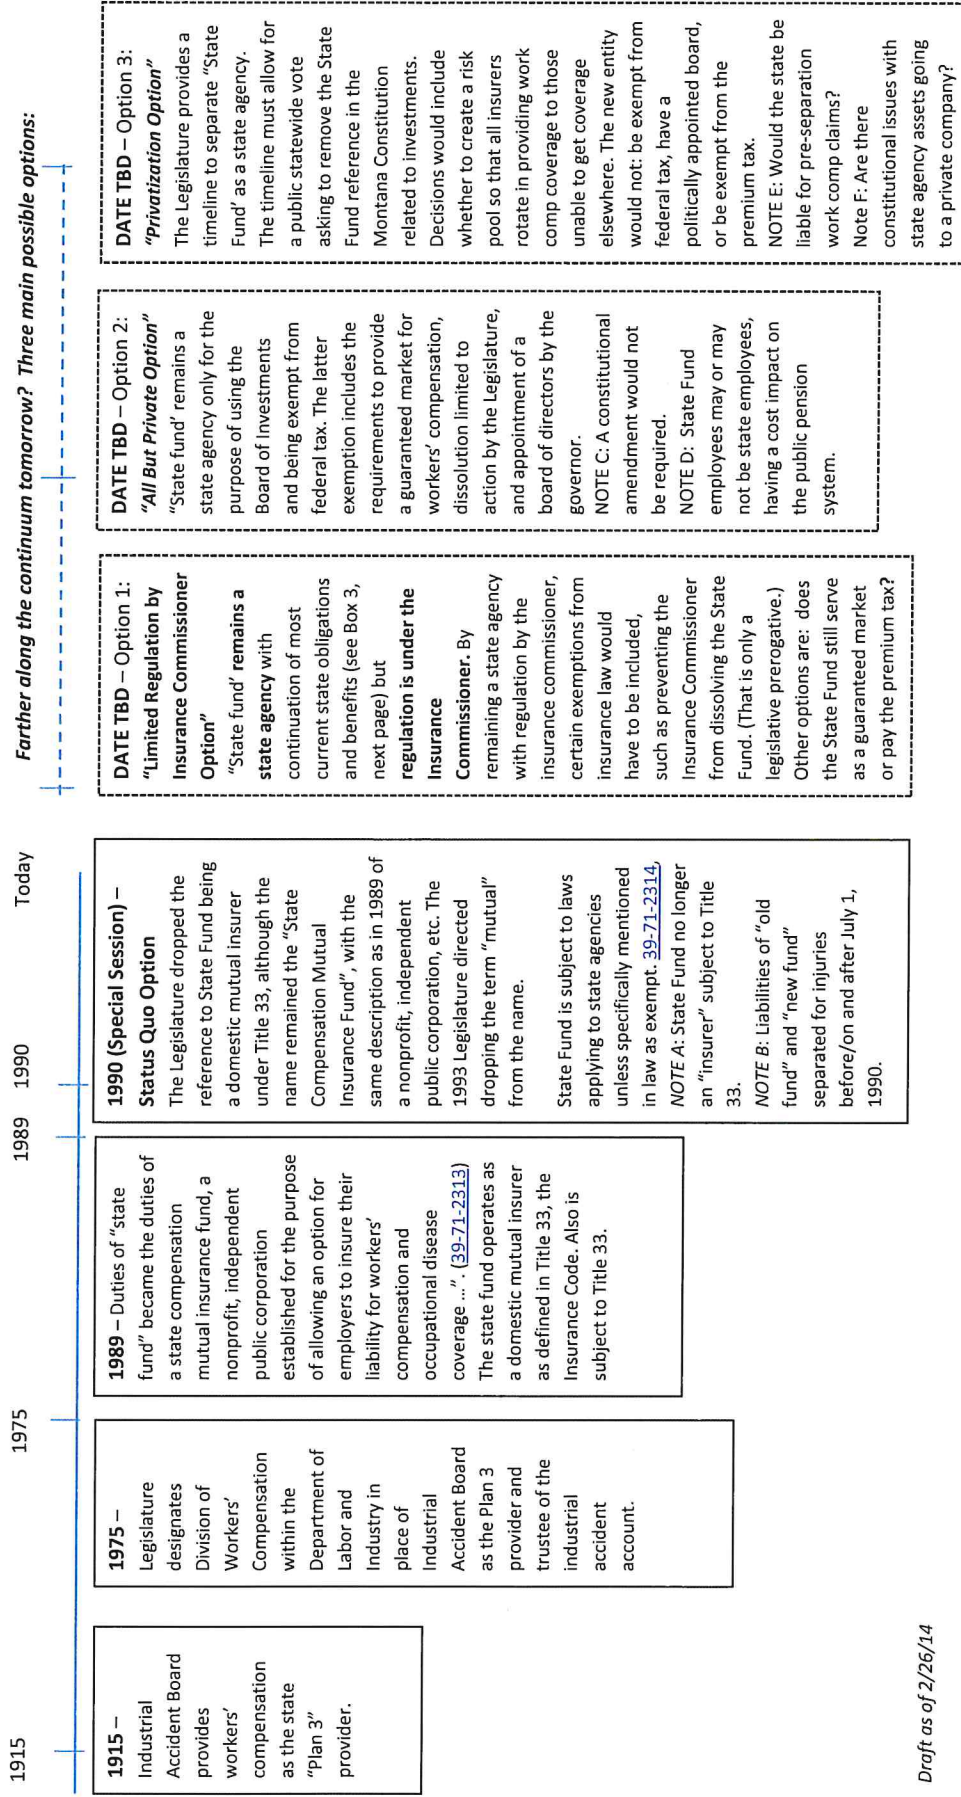 1915
1975
1989
1990
Today
Farther along the continuum tomorrow?  Three main possible options:
1915 –
Industrial
Accident Board
provides
workers'
compensation
as the state
"Plan 3"
provider.
1975 –
Legislature
designates
Division of
Workers'
Compensation
within the
Department of
Labor and
Industry in
place of
Industrial
Accident Board
as the Plan 3
provider and
trustee of the
industrial
accident
account.
1989 – Duties of "state
fund" became the duties of
a state compensation
mutual insurance fund, a
nonprofit, independent
public corporation
established for the purpose
of allowing an option for
employers to insure their
liability for workers'
compensation and
occupational disease
coverage ...". (39-71-2313)
The state fund operates as
a domestic mutual insurer
as defined in Title 33, the
Insurance Code. Also is
subject to Title 33.
1990 (Special Session) –
Status Quo Option
The Legislature dropped the
reference to State Fund being
a domestic mutual insurer
under Title 33, although the
name remained the "State
Compensation Mutual
Insurance Fund", with the
same description as in 1989 of
a nonprofit, independent
public corporation, etc. The
1993 Legislature directed
dropping the term "mutual"
from the name.
State Fund is subject to laws
applying to state agencies
unless specifically mentioned
in law as exempt. 39-71-2314,
NOTE A: State Fund no longer
an "insurer" subject to Title
33.
NOTE B: Liabilities of "old
fund" and "new fund"
separated for injuries
before/on and after July 1,
1990.
DATE TBD – Option 1:
"Limited Regulation by
Insurance Commissioner
Option"
"State fund' remains a
state agency with
continuation of most
current state obligations
and benefits (see Box 3,
next page) but
regulation is under the
Insurance
Commissioner. By
remaining a state agency
with regulation by the
insurance commissioner,
certain exemptions from
insurance law would
have to be included,
such as preventing the
Insurance Commissioner
from dissolving the State
Fund. (That is only a
legislative prerogative.)
Other options are:  does
the State Fund still serve
as a guaranteed market
or pay the premium tax?
DATE TBD – Option 2:
"All But Private Option"
"State fund' remains a
state agency only for the
purpose of using the
Board of Investments
and being exempt from
federal tax. The latter
exemption includes the
requirements to provide
a guaranteed market for
workers' compensation,
dissolution limited to
action by the Legislature,
and appointment of a
board of directors by the
governor.
NOTE C: A constitutional
amendment would not
be required.
NOTE D:  State Fund
employees may or may
not be state employees,
having a cost impact on
the public pension
system.
DATE TBD – Option 3:
"Privatization Option"
The Legislature provides a
timeline to separate "State
Fund' as a state agency.
The timeline must allow for
a public statewide vote
asking to remove the State
Fund reference in the
Montana Constitution
related to investments.
Decisions would include
whether to create a risk
pool so that all insurers
rotate in providing work
comp coverage to those
unable to get coverage
elsewhere. The new entity
would not: be exempt from
federal tax, have a
politically appointed board,
or be exempt from the
premium tax.
NOTE E: Would the state be
liable for pre-separation
work comp claims?
Note F: Are there
constitutional issues with
state agency assets going
to a private company?
Draft as of 2/26/14